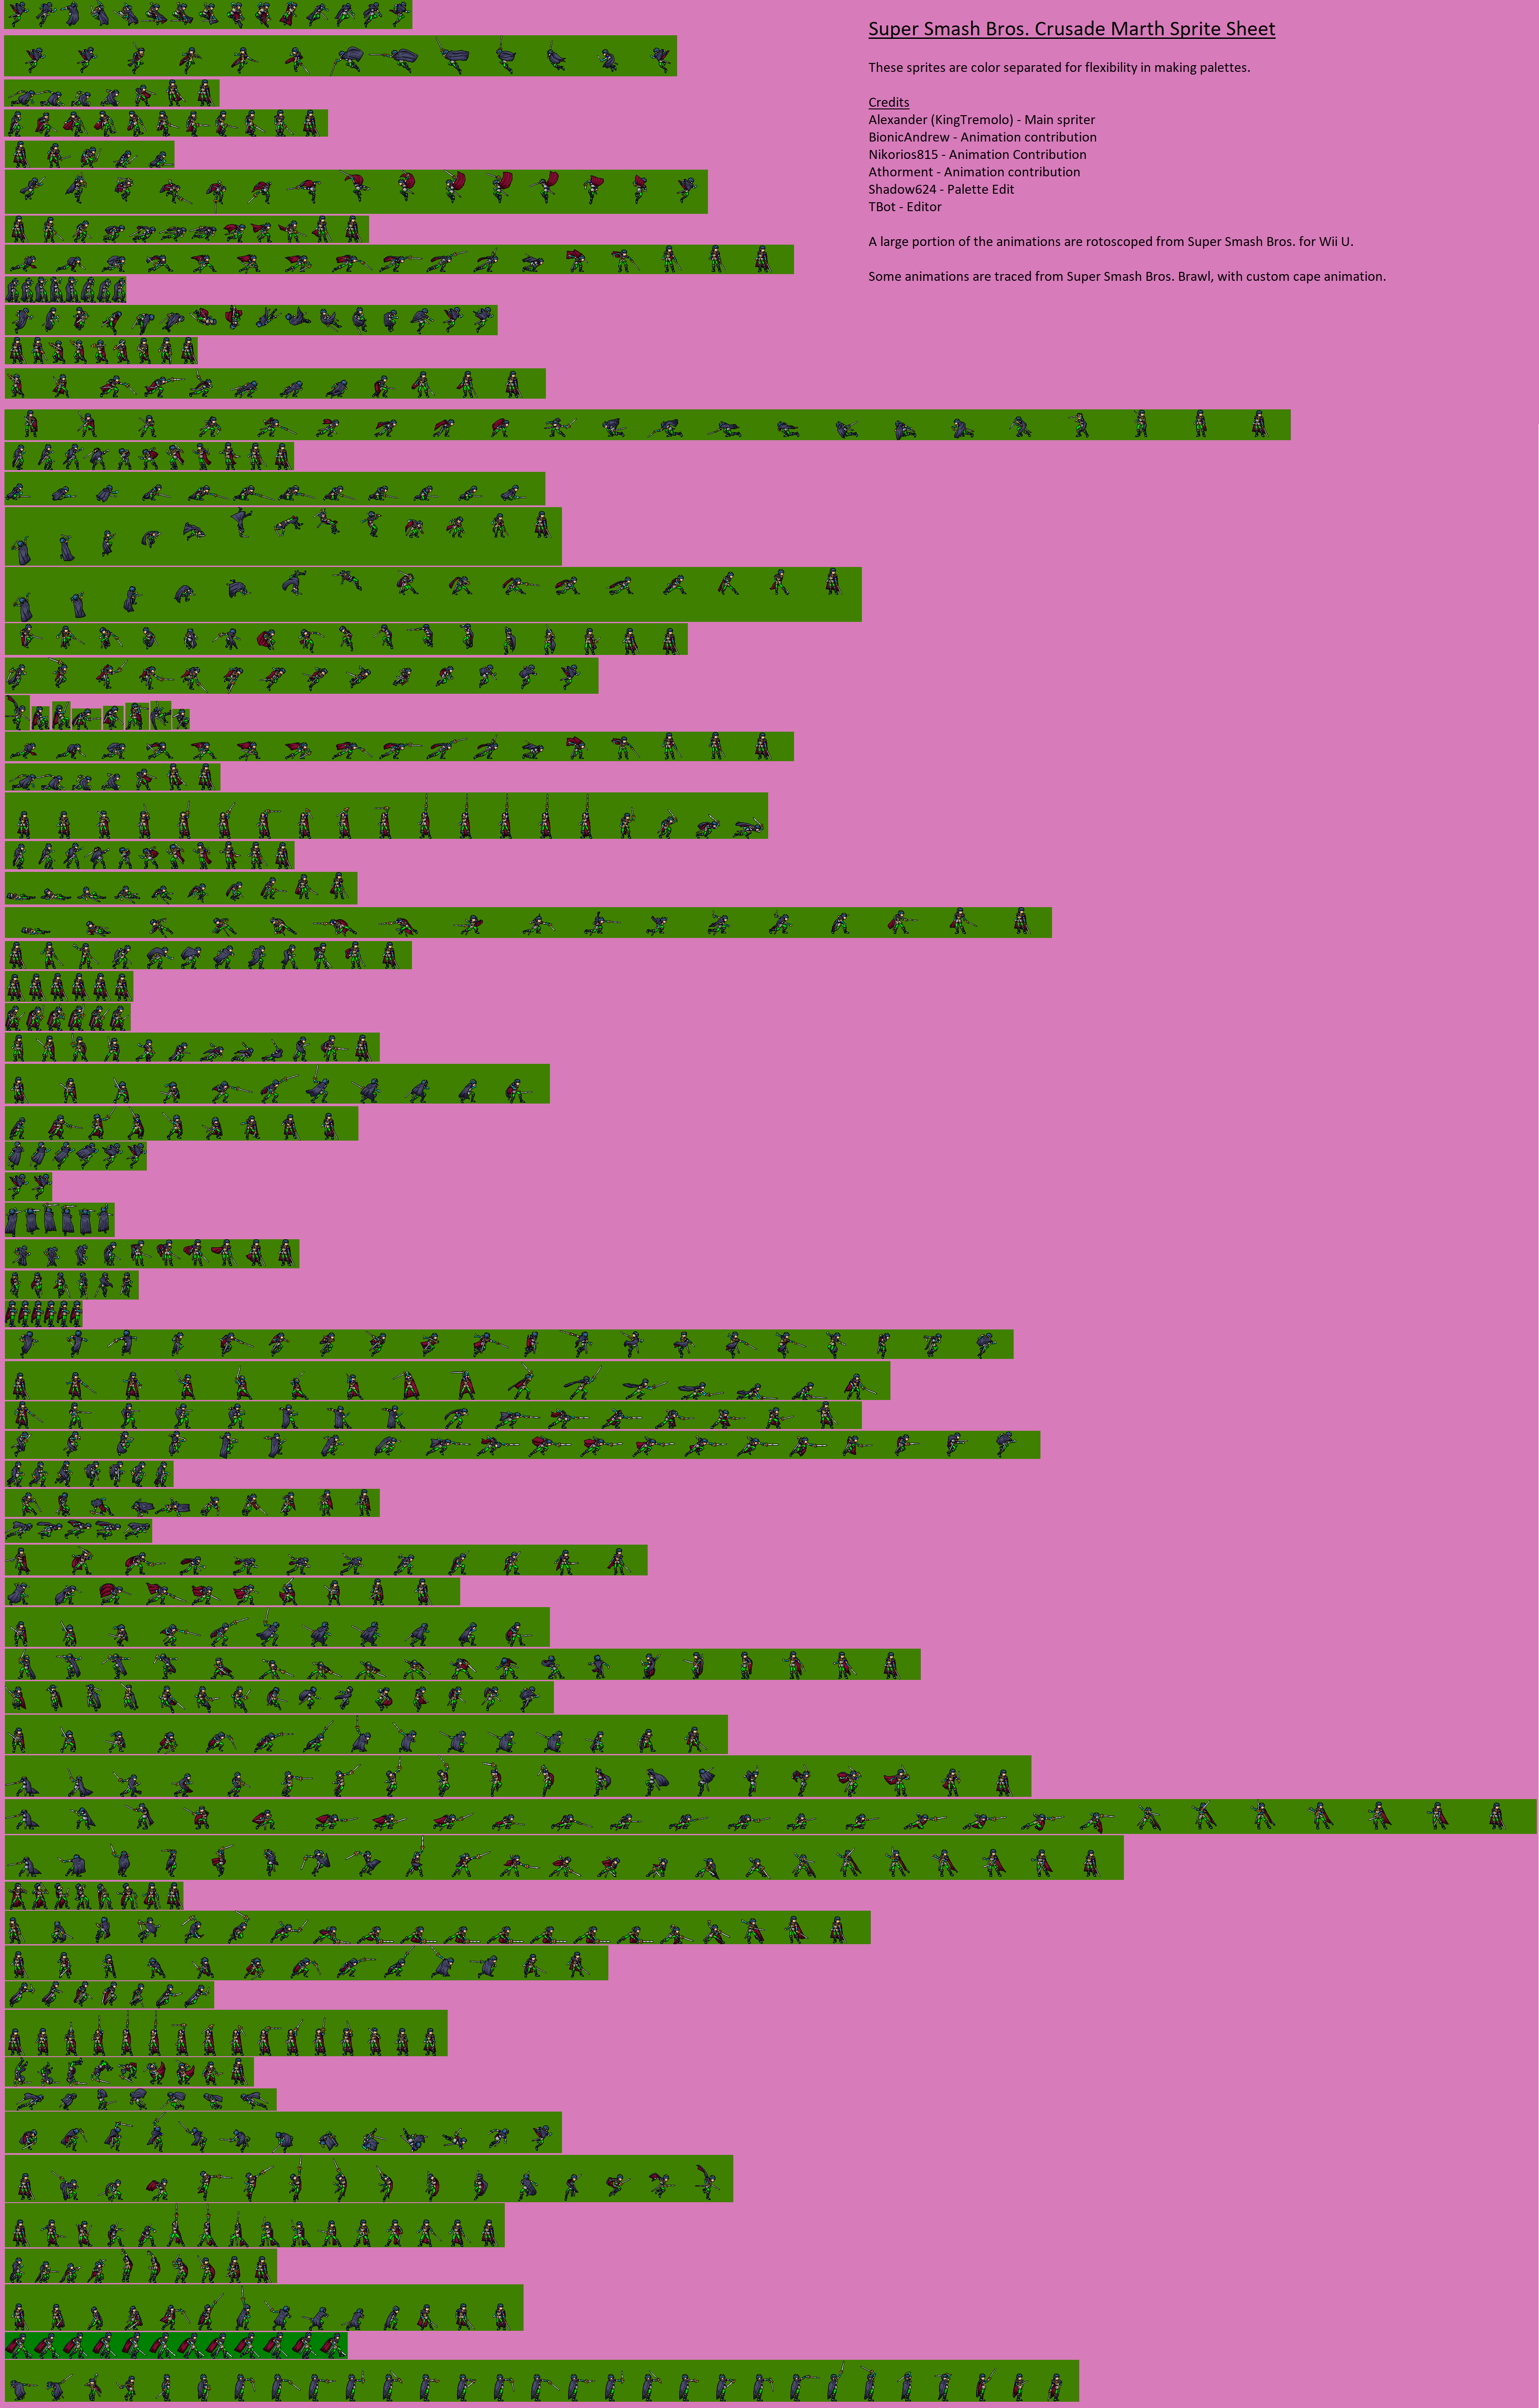 Super Smash Bros. Crusade Marth Sprite Sheet
These sprites are color separated for flexibility in making palettes.
Credits
Alexander (KingTremolo) - Main spriter
BionicAndrew - Animation contribution
Nikorios815 - Animation Contribution
Athorment - Animation contribution
Shadow624 - Palette Edit
TBot - Editor
A large portion of the animations are rotoscoped from Super Smash Bros. for Wii U.
Some animations are traced from Super Smash Bros. Brawl, with custom cape animation.